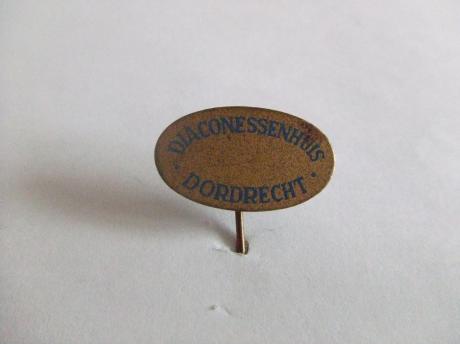 · DIACONESSENHUIS ·
DORDRECHT